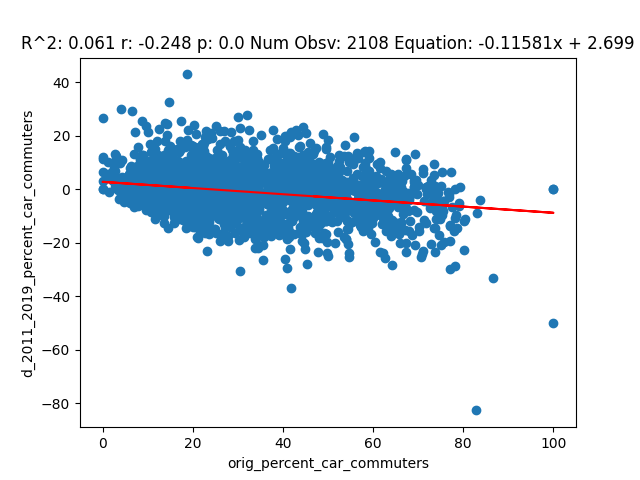 R^2: 0.061 r: -0.248 p: 0.0 Num Obsv: 2108 Equation: -0.11581x + 2.699
40
20
0
−20
−40
−60
−80
d_2011_2019_percent_car_commuters
0 20 40 60 80 100
orig_percent_car_commuters